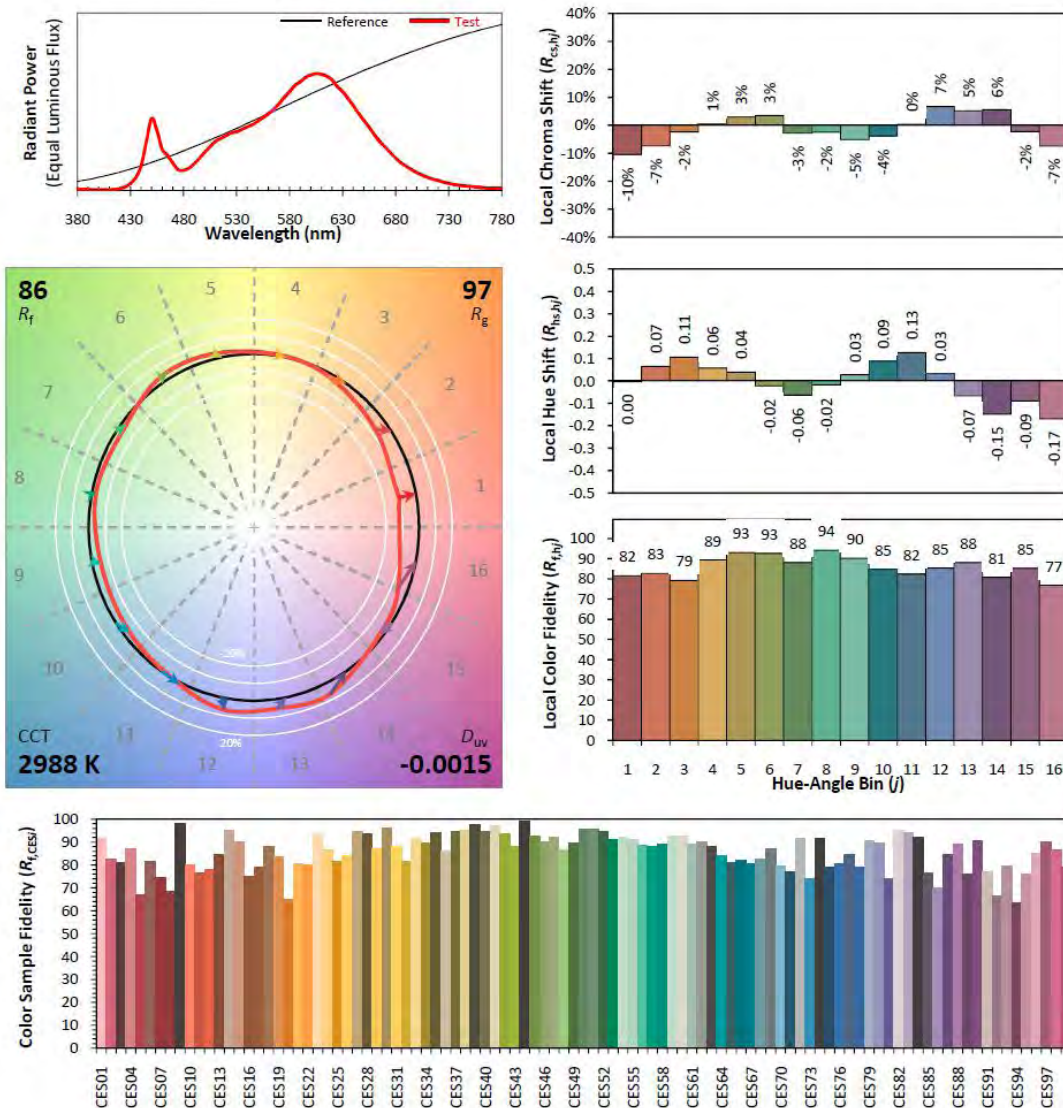 Reference
Test
Radiant Power
(Equal Luminous Flux)
380 430 480 530 580 630 680 730 780
Wavelength (nm)
Local Chroma Shift (Rcs,hj)
40%
30%
20%
10%
0%
-10%
-20%
-30%
-40%
-10% -7% -2% 1% 3% 3% -3% -2% -5% -4% 0% 7% 5% 6% -2% -7%
86
Rf
97
Rg
5 4
6 3
7 2
8 1
9 16
10 15
11 14
12 13
-20%
20%
CCT
2988 K
Duv
-0.0015
Local Hue Shift (Rhs,hj)
0.5
0.4
0.3
0.2
0.1
0.0
-0.1
-0.2
-0.3
-0.4
-0.5
0.00 0.07 0.11 0.06 0.04 -0.02 -0.06 -0.02 0.03 0.09 0.13 0.03 -0.07 -0.15 -0.09 -0.17
Local Color Fidelity (Rf,hj)
100
90
80
70
60
50
40
30
20
10
0
82 83 79 89 93 93 88 94 90 85 82 85 88 81 85 77
1 2 3 4 5 6 7 8 9 10 11 12 13 14 15 16
Hue-Angle Bin (j)
Color Sample Fidelity (Rf,CESi)
100
90
80
70
60
50
40
30
20
10
0
CES01 CES04 CES07 CES10 CES13 CES16 CES19 CES22 CES25 CES28 CES31 CES34 CES37 CES40 CES43 CES46 CES49 CES52 CES55 CES58 CES61 CES64 CES67 CES70 CES73 CES76 CES79 CES82 CES85 CES88 CES91 CES94 CES97